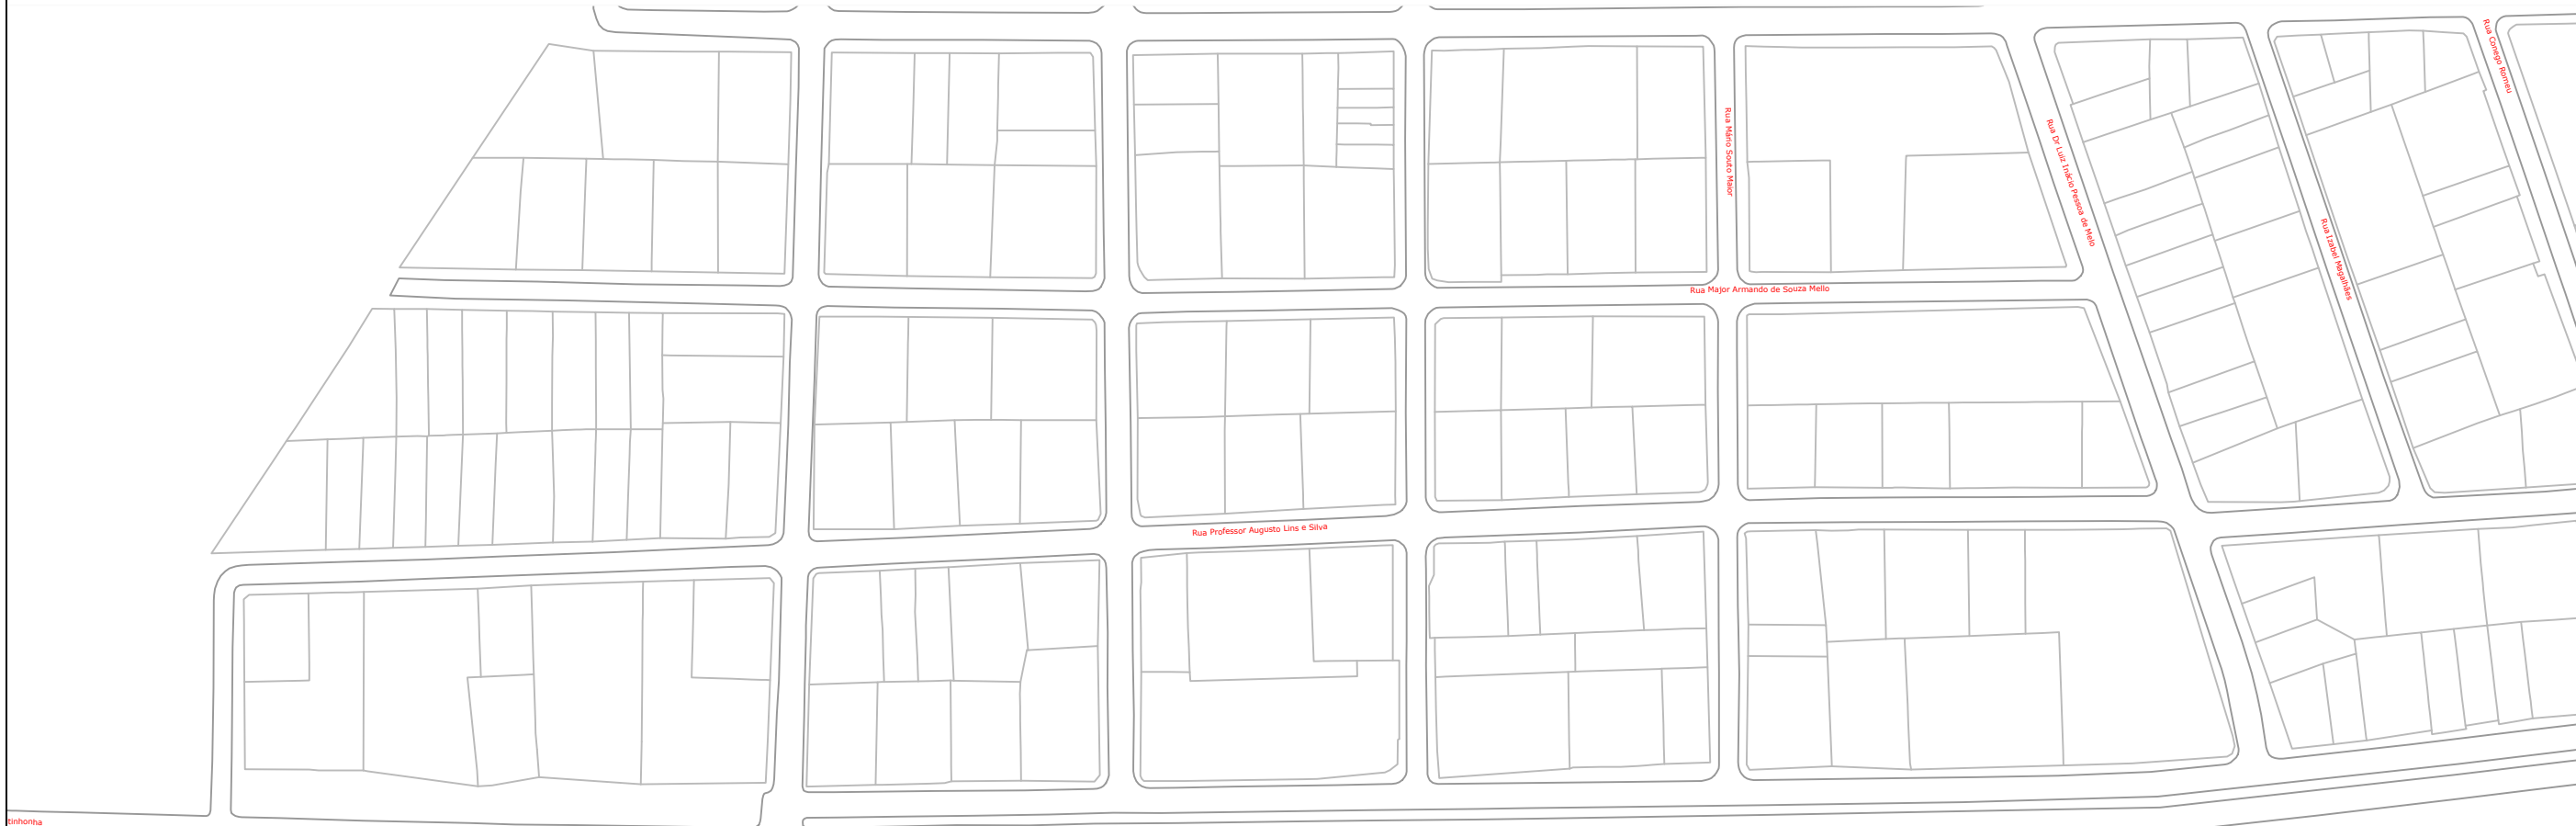 Rua Cônego Romeu
Rua Mário Souto Maior
Rua Dr Luiz Inácio Pessoa de Melo
Rua Izabel Magalhães
Rua Major Armando de Souza Mello
Rua Professor Augusto Lins e Silva
tinhonha